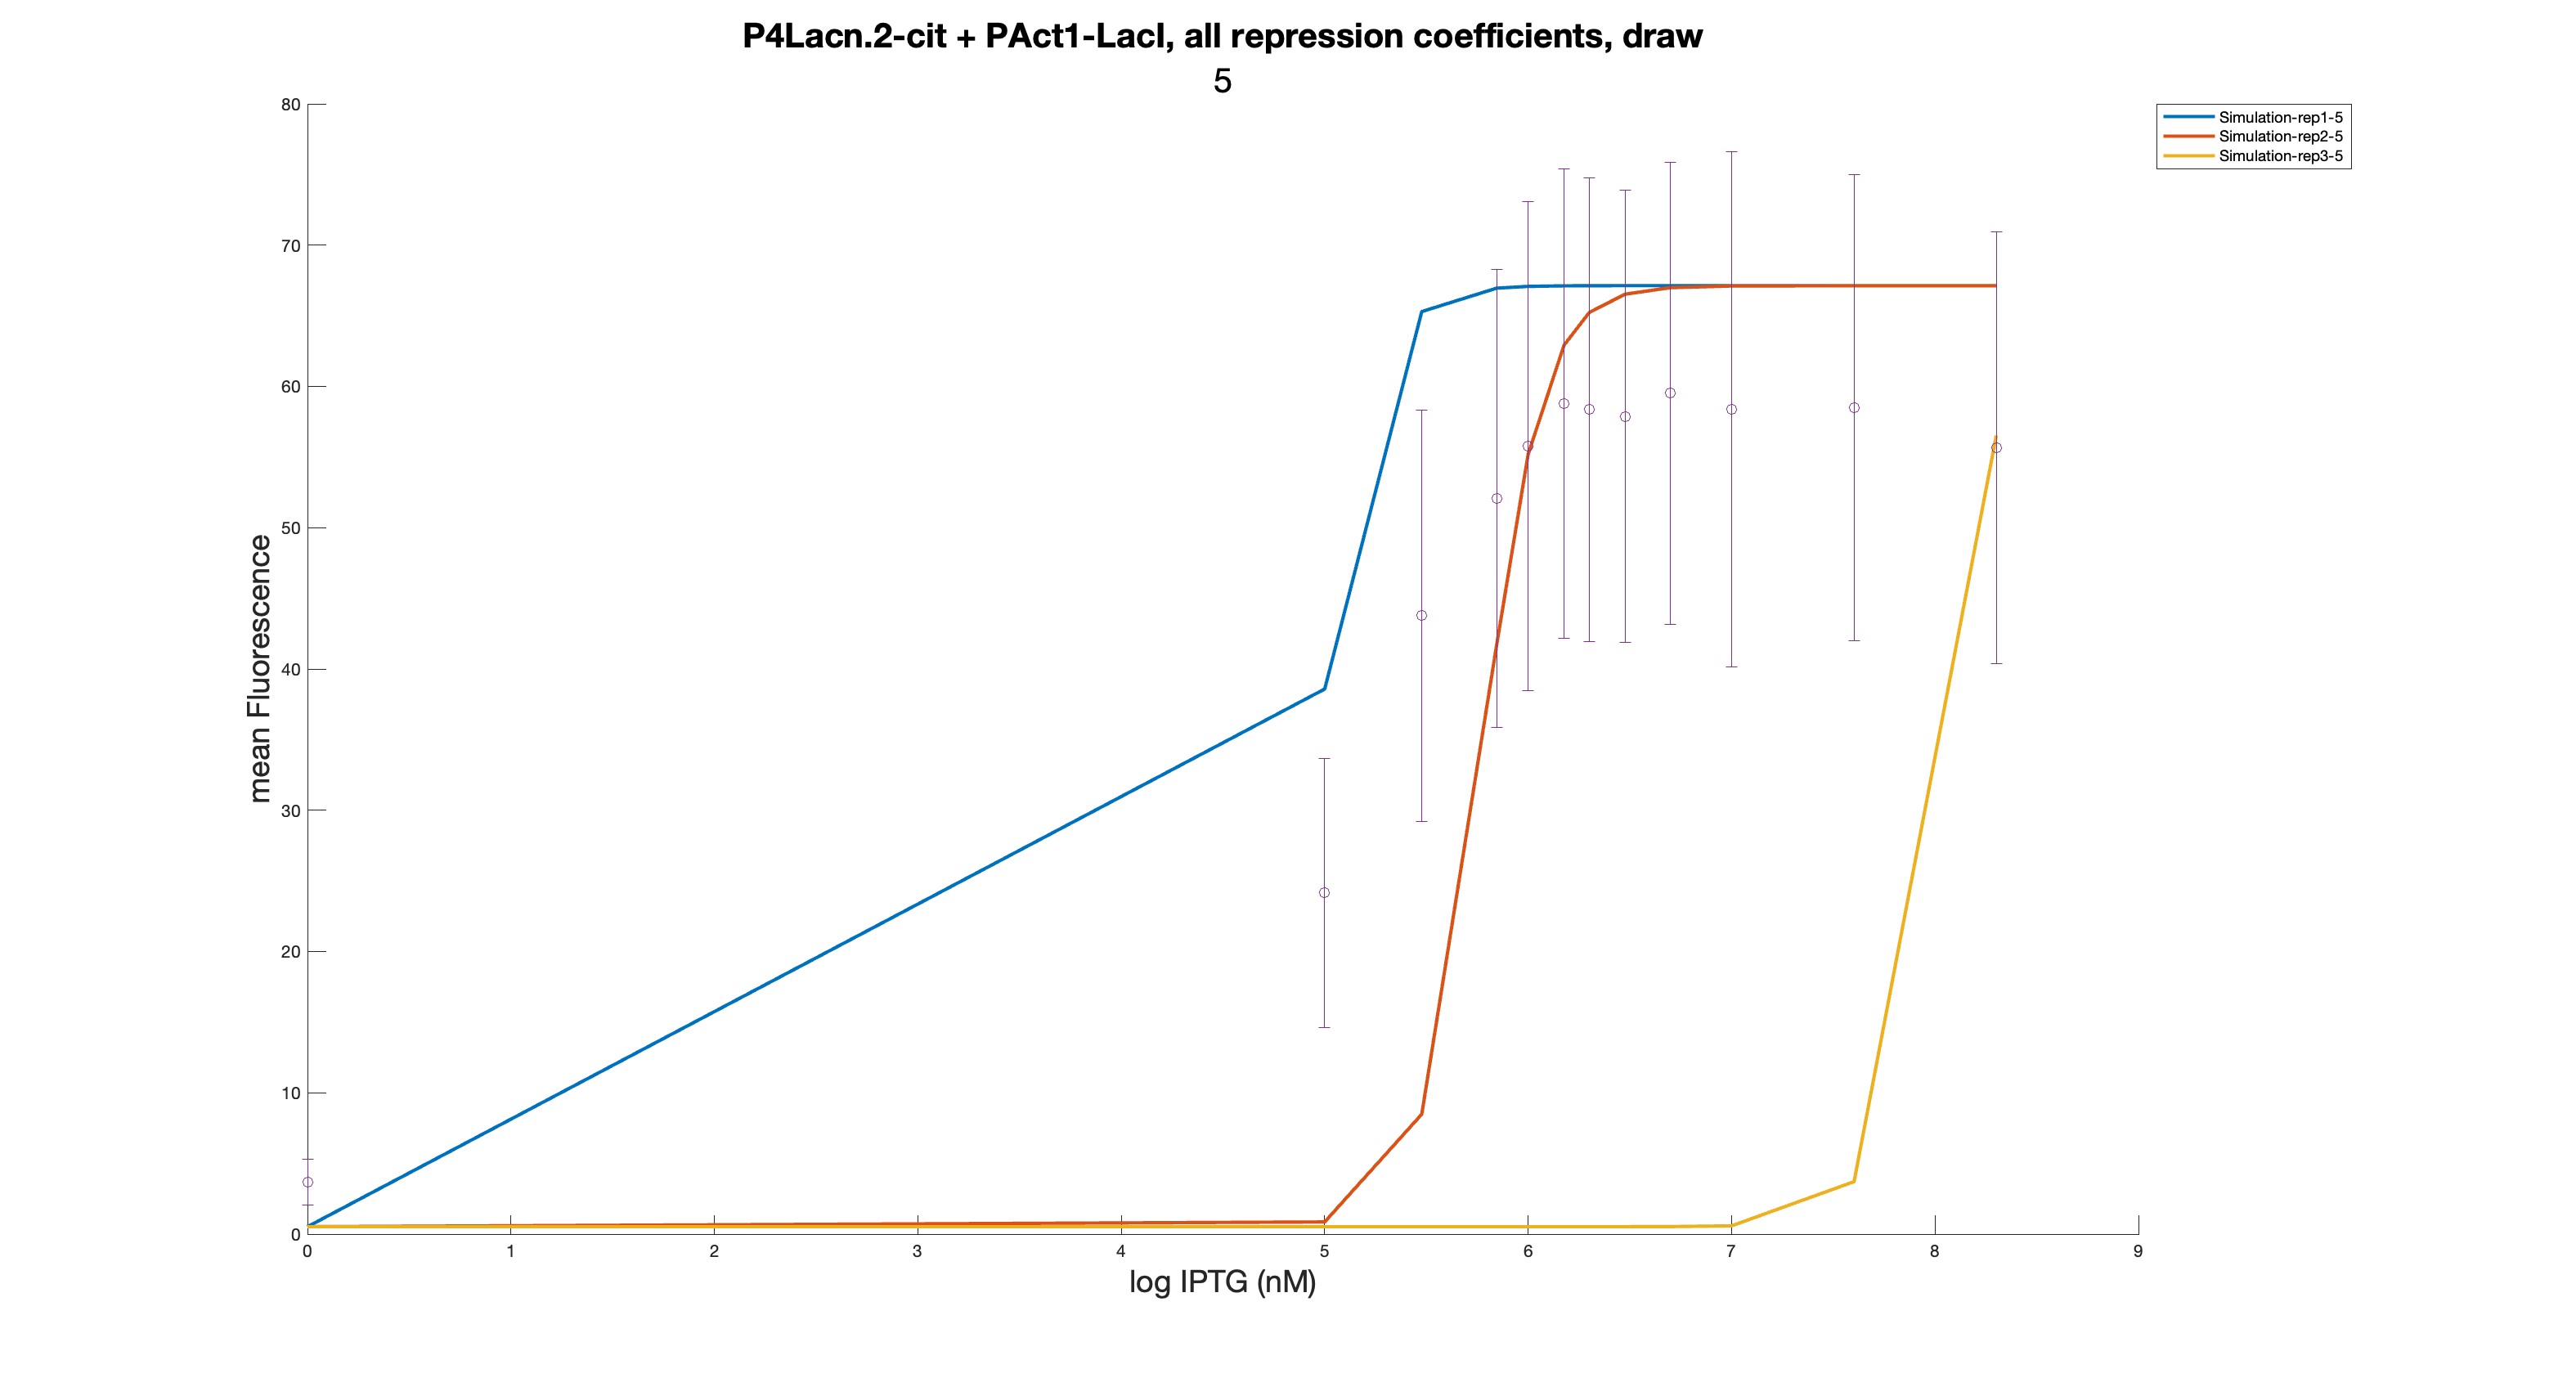 P4Lacn.2-cit + PAct1-LacI, all repression coefficients, draw
5
Simulation-rep1-5
Simulation-rep2-5
Simulation-rep3-5
mean Fluorescence
80
70
60
50
40
30
20
10
0
0 1 2 3 4 5 6 7 8 9
log IPTG (nM)